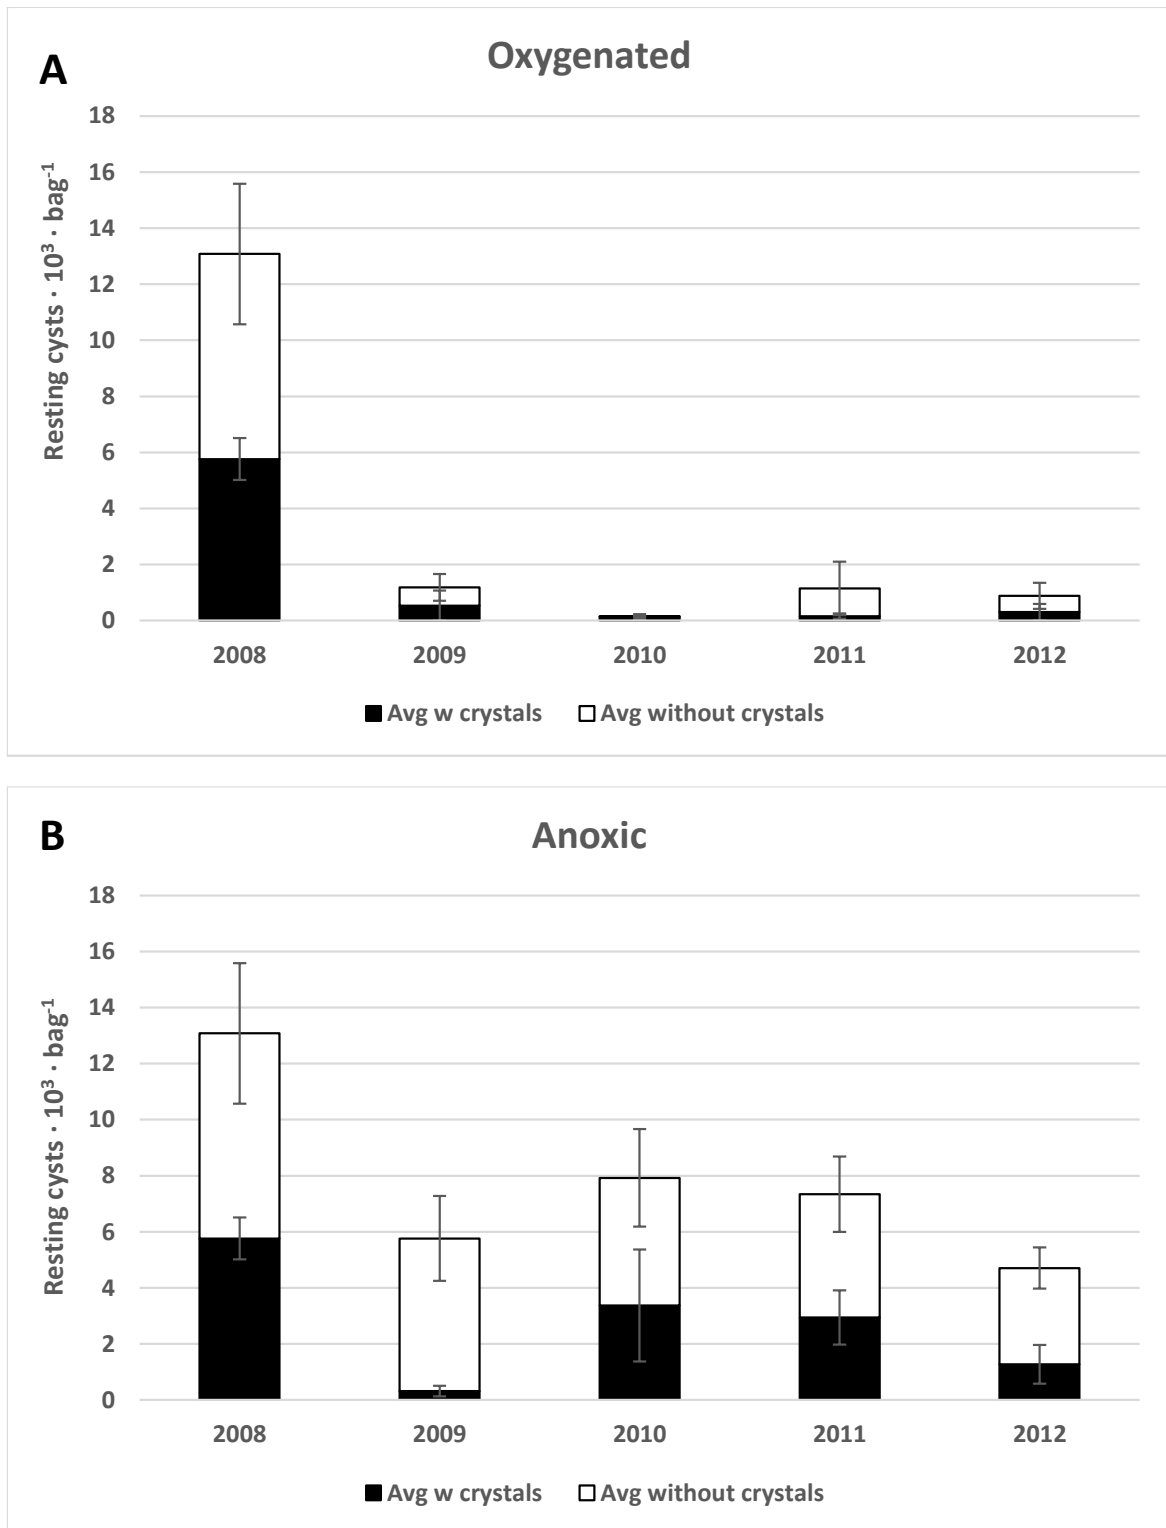 A
Oxygenated
Resting cysts · 10³ · bag⁻¹
18
16
14
12
10
8
6
4
2
0
2008 2009 2010 2011 2012
Avg w crystals Avg without crystals
B
Anoxic
Resting cysts · 10³ · bag⁻¹
18
16
14
12
10
8
6
4
2
0
2008 2009 2010 2011 2012
Avg w crystals Avg without crystals